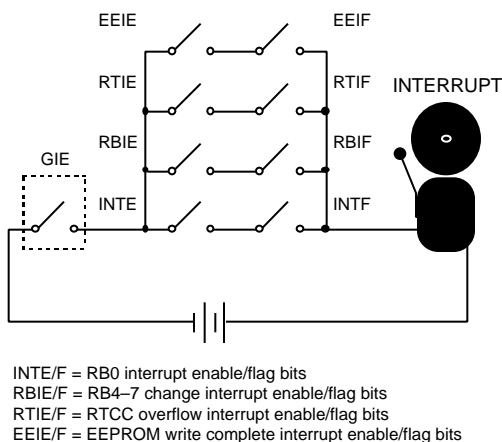 EEIE EEIF
RTIE RTIF INTERRUPT
RBIE RBIF
GIE
INTE INTF
INTE/F = RB0 interrupt enable/flag bits
RBIE/F = RB4–7 change interrupt enable/flag bits
RTIE/F = RTCC overflow interrupt enable/flag bits
EEIE/F = EEPROM write complete interrupt enable/flag bits